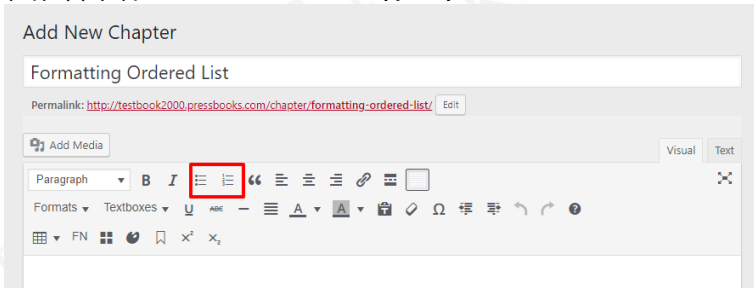 Add New Chapter
Formatting Ordered List
Permalink: http://testbook2000.pressbooks.com/chapter/formatting-ordered-list/ Edit
Add Media
Visual Text
Paragraph B I
Formats Textboxes U ABC A A Ω
FN x² x₂